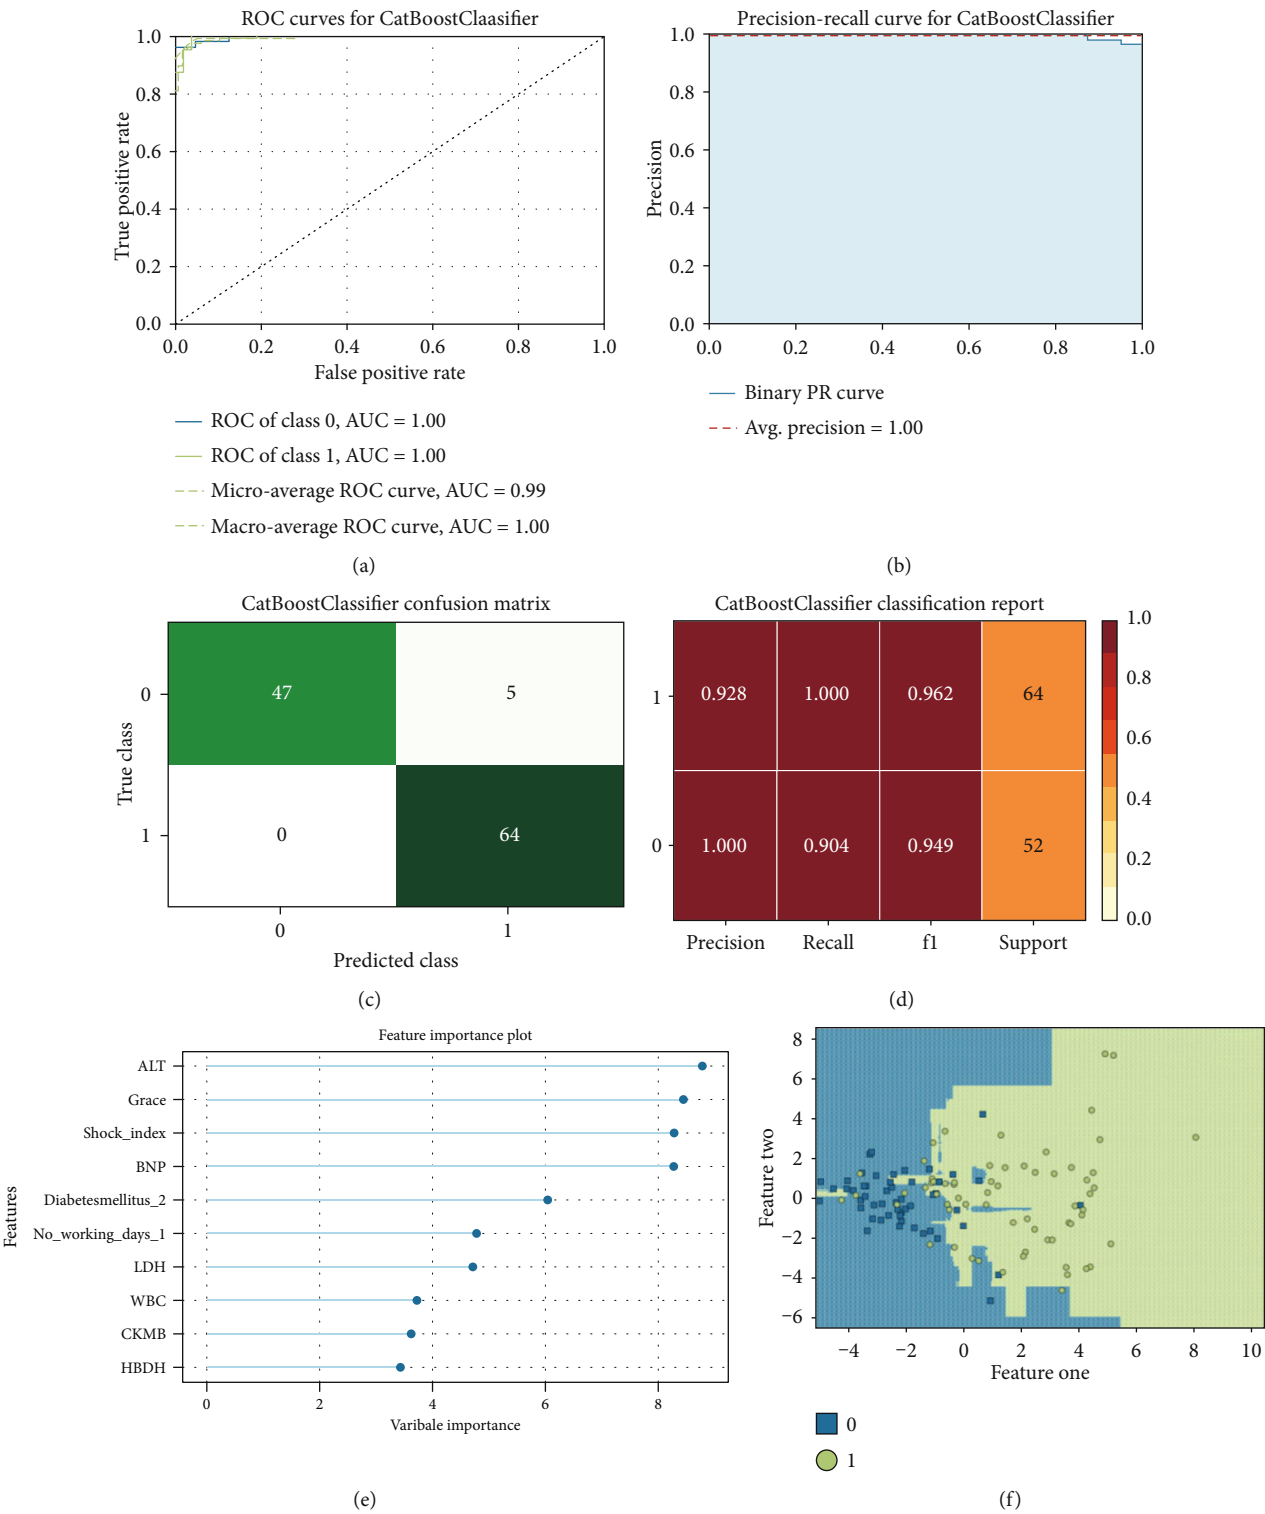 ROC curves for CatBoostClaasifier
True positive rate
1.0
0.8
0.6
0.4
0.2
0.0
0.0 0.2 0.4 0.6 0.8 1.0
False positive rate
ROC of class 0, AUC = 1.00
ROC of class 1, AUC = 1.00
Micro-average ROC curve, AUC = 0.99
Macro-average ROC curve, AUC = 1.00
(a)
Precision-recall curve for CatBoostClassifier
Precision
1.0
0.8
0.6
0.4
0.2
0.0
0.0 0.2 0.4 0.6 0.8 1.0
Binary PR curve
Avg. precision = 1.00
(b)
CatBoostClassifier confusion matrix
True class
0 47 5
1 0 64
0 1
Predicted class
(c)
CatBoostClassifier classification report
1 0.928 1.000 0.962 64
0 1.000 0.904 0.949 52
Precision Recall f1 Support
1.0
0.8
0.6
0.4
0.2
0.0
(d)
Feature importance plot
Features
ALT
Grace
Shock_index
BNP
Diabetesmellitus_2
No_working_days_1
LDH
WBC
CKMB
HBDH
0 2 4 6 8
Varibale importance
(e)
Feature two
8
6
4
2
0
−2
−4
−6
−4 −2 0 2 4 6 8 10
Feature one
0
1
(f)